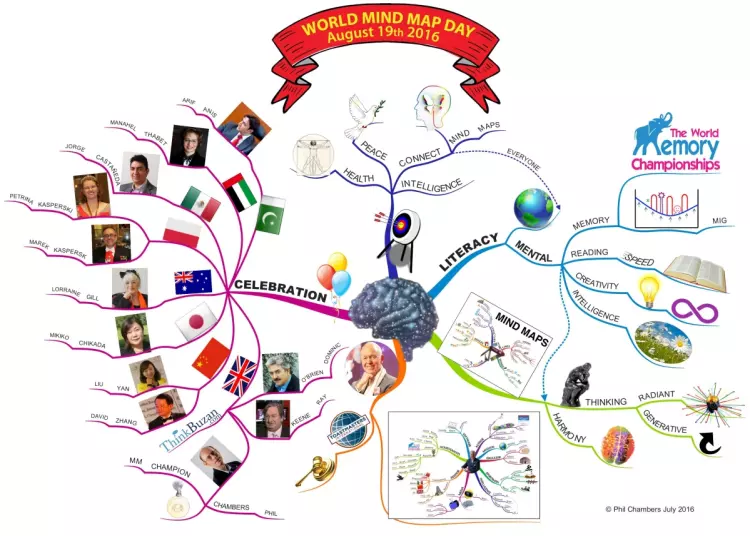 WORLD MIND MAP DAY
August 19th 2016
PEACE
HEALTH
CONNECT
MIND MAPS
INTELLIGENCE
EVERYONE
LITERACY
MENTAL
MEMORY
The World
Memory
Championships
MIG
READING
SPEED
CREATIVITY
INTELLIGENCE
MIND MAPS
THINKING
RADIANT
GENERATIVE
HARMONY
CELEBRATION
ARIF ANIS
MANAHEL THABET
JORGE CASTAÑEDA
PETRINA KASPERSKI
MAREK KASPERSKI
LORRAINE GILL
MIKIKO CHIKADA
LIU YAN
DAVID ZHANG
DOMINIC O'BRIEN
RAY KEENE
ThinkBuzan
.com
TOASTMASTERS
MM CHAMPION
CHAMBERS PHIL
© Phil Chambers July 2016